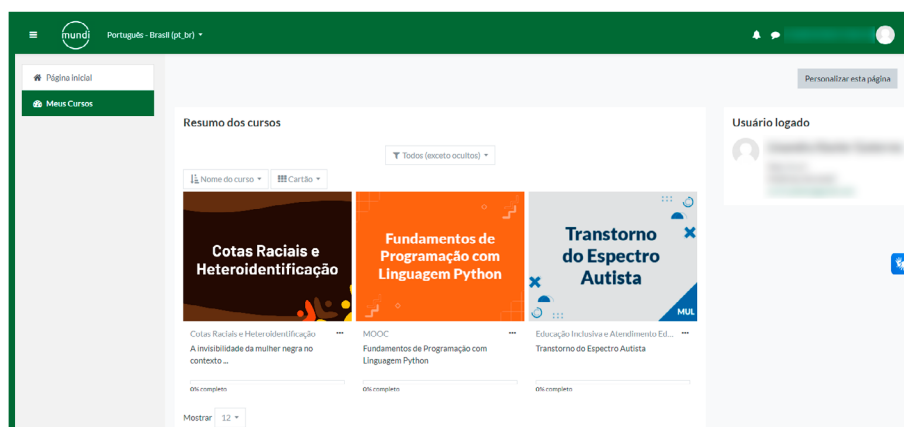 mundi
Português - Brasil (pt_br)
Página inicial
Meus Cursos
Personalizar esta página
Resumo dos cursos
Todos (exceto ocultos)
Nome do curso
Cartão
Cotas Raciais e
Heteroidentificação
Fundamentos de
Programação com
Linguagem Python
Transtorno
do Espectro
Autista
MUL
Cotas Raciais e Heteroidentificação
A invisibilidade da mulher negra no
contexto ...
0% completo
MOOC
Fundamentos de Programação com
Linguagem Python
0% completo
Educação Inclusiva e Atendimento Ed...
Transtorno do Espectro Autista
0% completo
Mostrar 12
Usuário logado